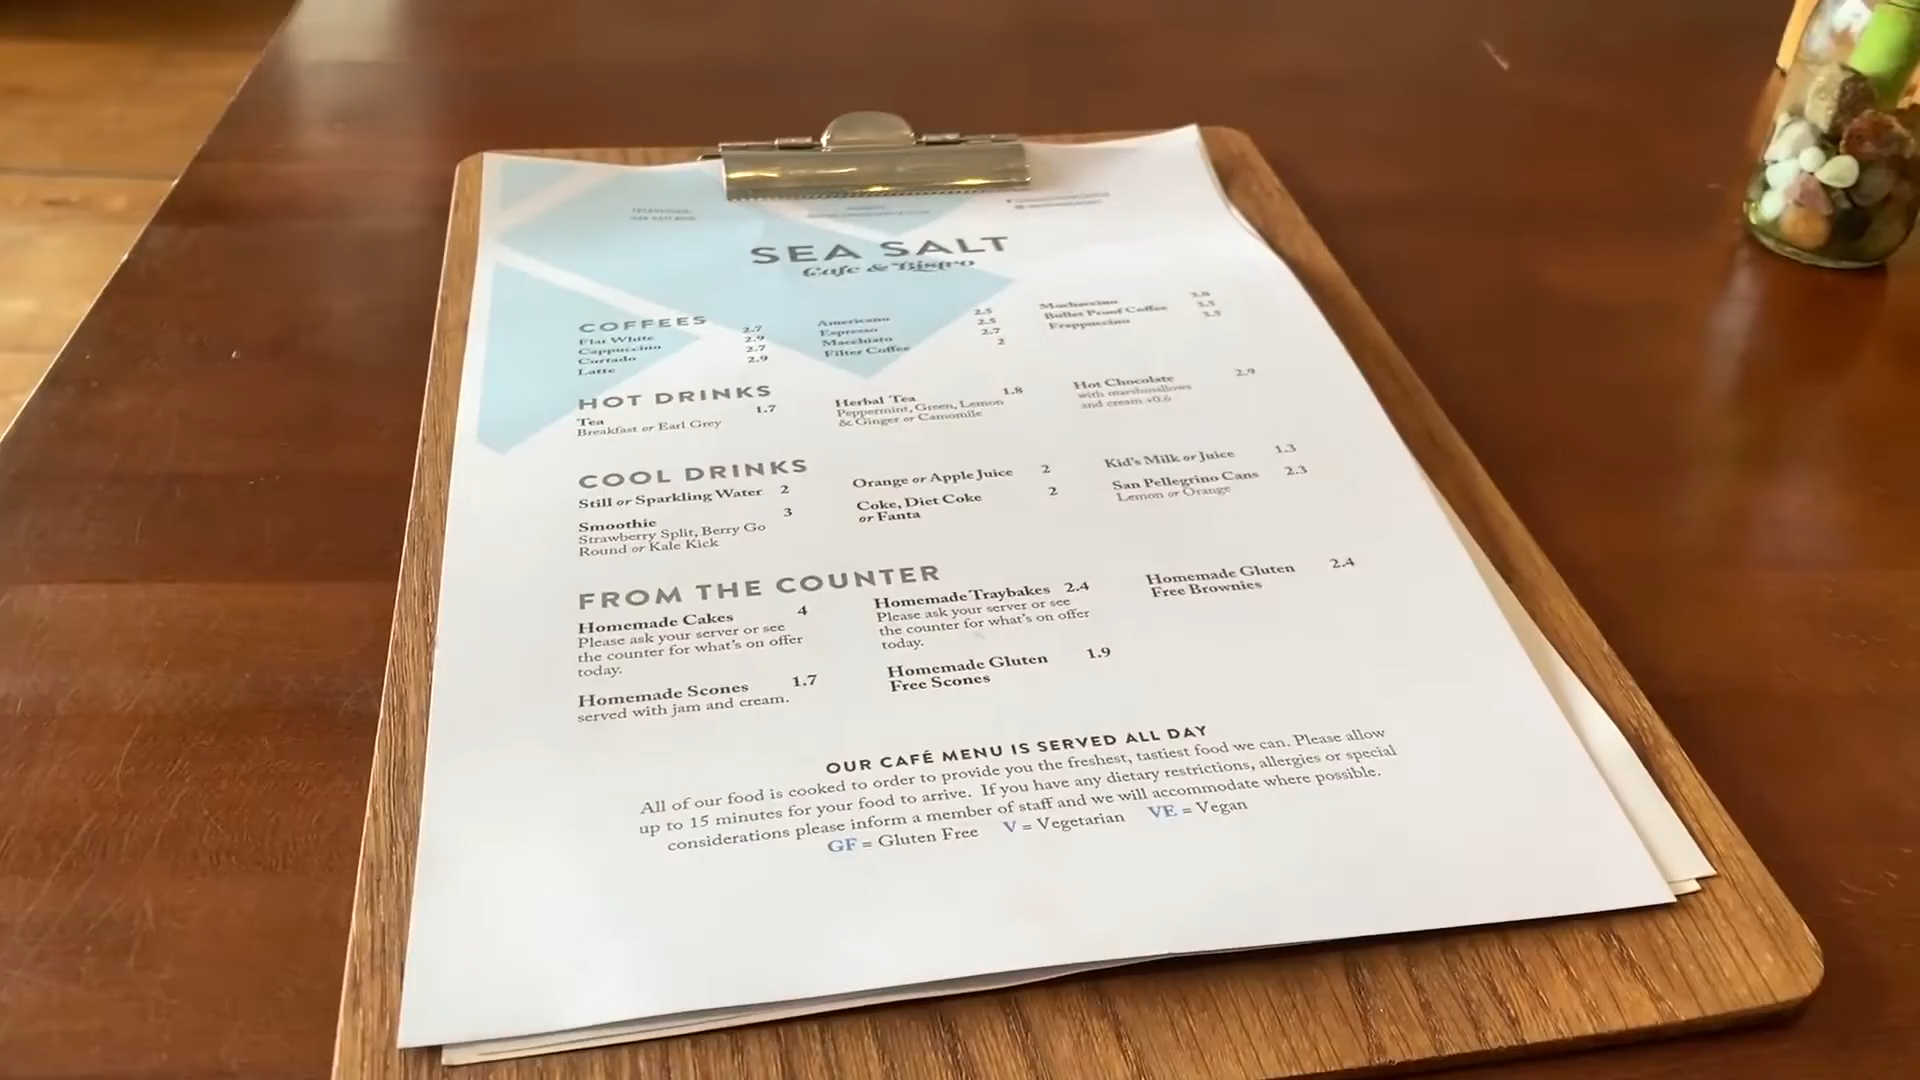 TELEPHONE
SEA SALT
Cafe & Bistro
COFFEES
Flat White 2.7
Cappuccino 2.9
Cortado 2.7
Latte 2.9
Americano 2.5
Espresso 2.5
Macchiato 2.7
Filter Coffee 2
Mochaccino
Bullet Proof Coffee 3.5
Frappuccino 3.5
HOT DRINKS
Tea 1.7
Breakfast or Earl Grey
Herbal Tea 1.8
Peppermint, Green, Lemon
& Ginger or Camomile
Hot Chocolate 2.9
with marshmallows
and cream +0.6
COOL DRINKS
Still or Sparkling Water 2
Smoothie 3
Strawberry Split, Berry Go
Round or Kale Kick
Orange or Apple Juice 2
Coke, Diet Coke 2
or Fanta
Kid's Milk or Juice 1.3
San Pellegrino Cans 2.3
Lemon or Orange
FROM THE COUNTER
Homemade Cakes 4
Please ask your server or see
the counter for what's on offer
today.
Homemade Scones 1.7
served with jam and cream.
Homemade Traybakes 2.4
Please ask your server or see
the counter for what's on offer
today.
Homemade Gluten 1.9
Free Scones
Homemade Gluten 2.4
Free Brownies
OUR CAFÉ MENU IS SERVED ALL DAY
All of our food is cooked to order to provide you the freshest, tastiest food we can. Please allow
up to 15 minutes for your food to arrive. If you have any dietary restrictions, allergies or special
considerations please inform a member of staff and we will accommodate where possible.
GF = Gluten Free V = Vegetarian VE = Vegan